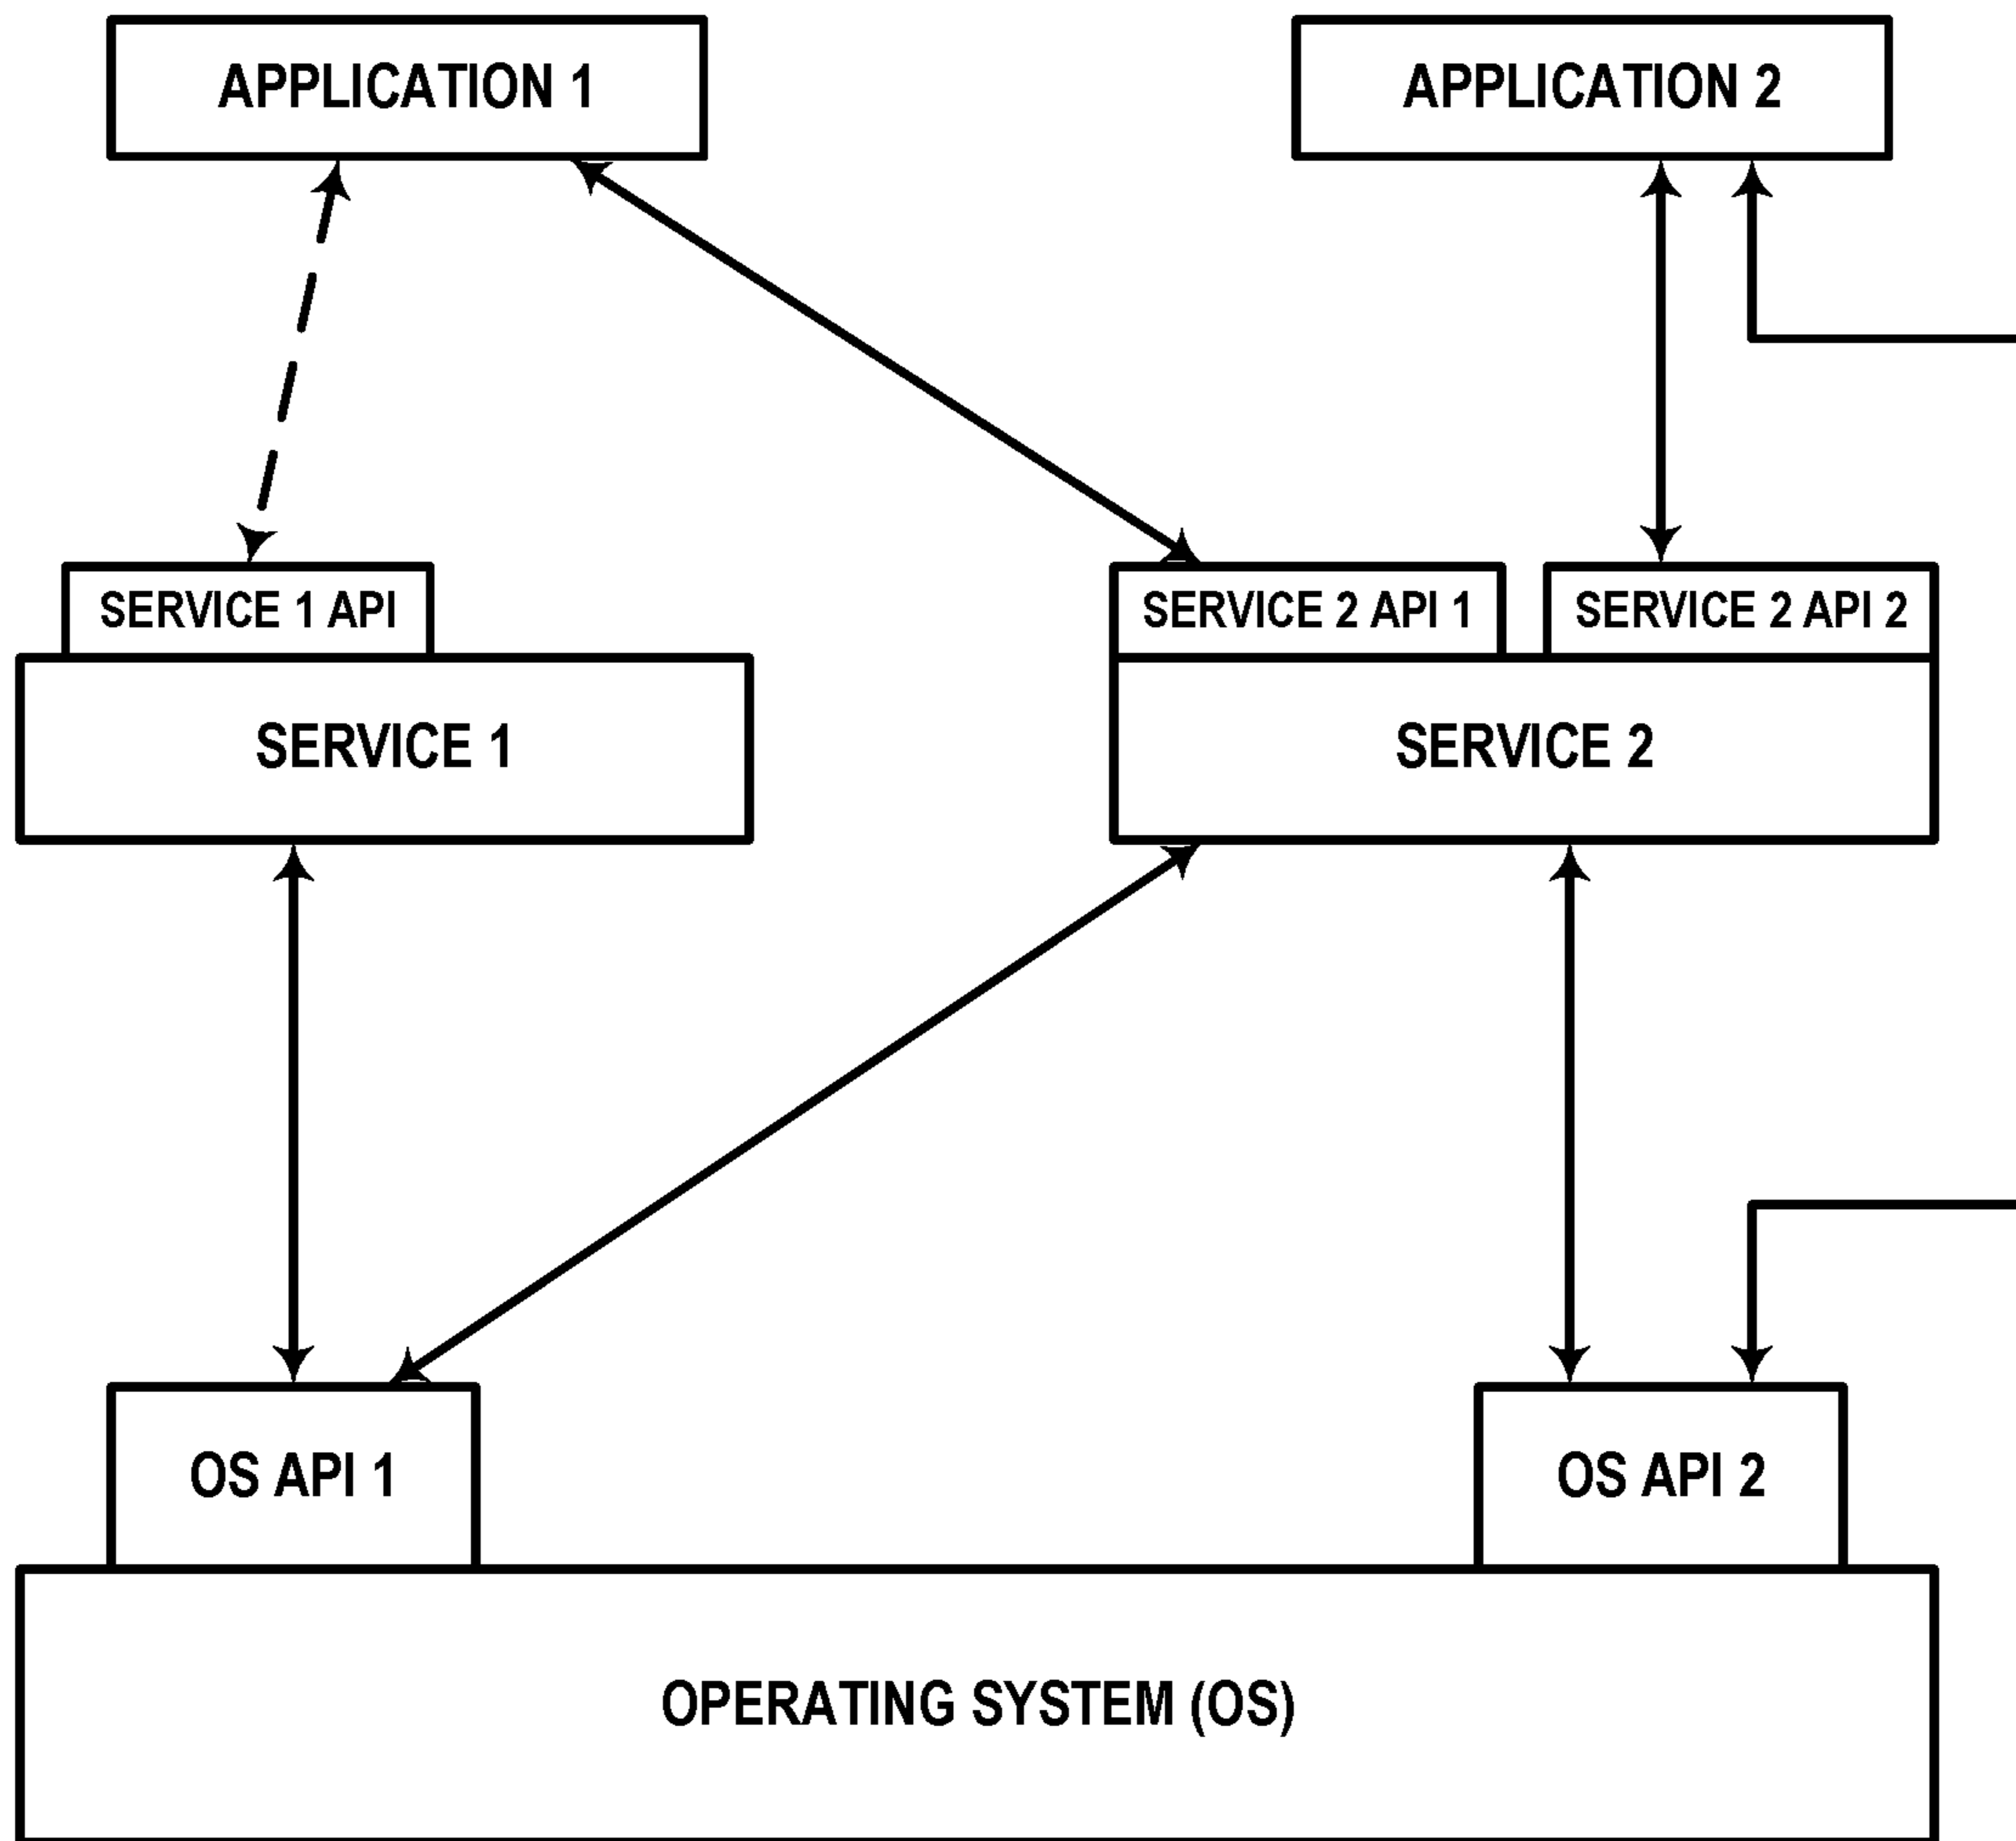 APPLICATION 1
APPLICATION 2
SERVICE 1 API
SERVICE 2 API 1
SERVICE 2 API 2
SERVICE 1
SERVICE 2
OS API 1
OS API 2
OPERATING SYSTEM (OS)